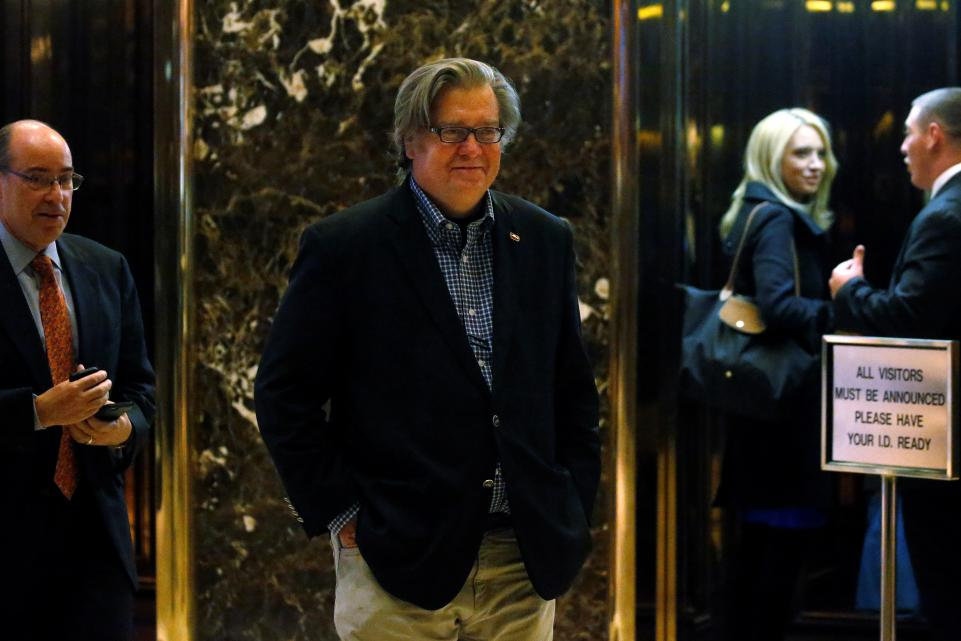 ALL VISITORS
MUST BE ANNOUNCED
PLEASE HAVE
YOUR I.D. READY